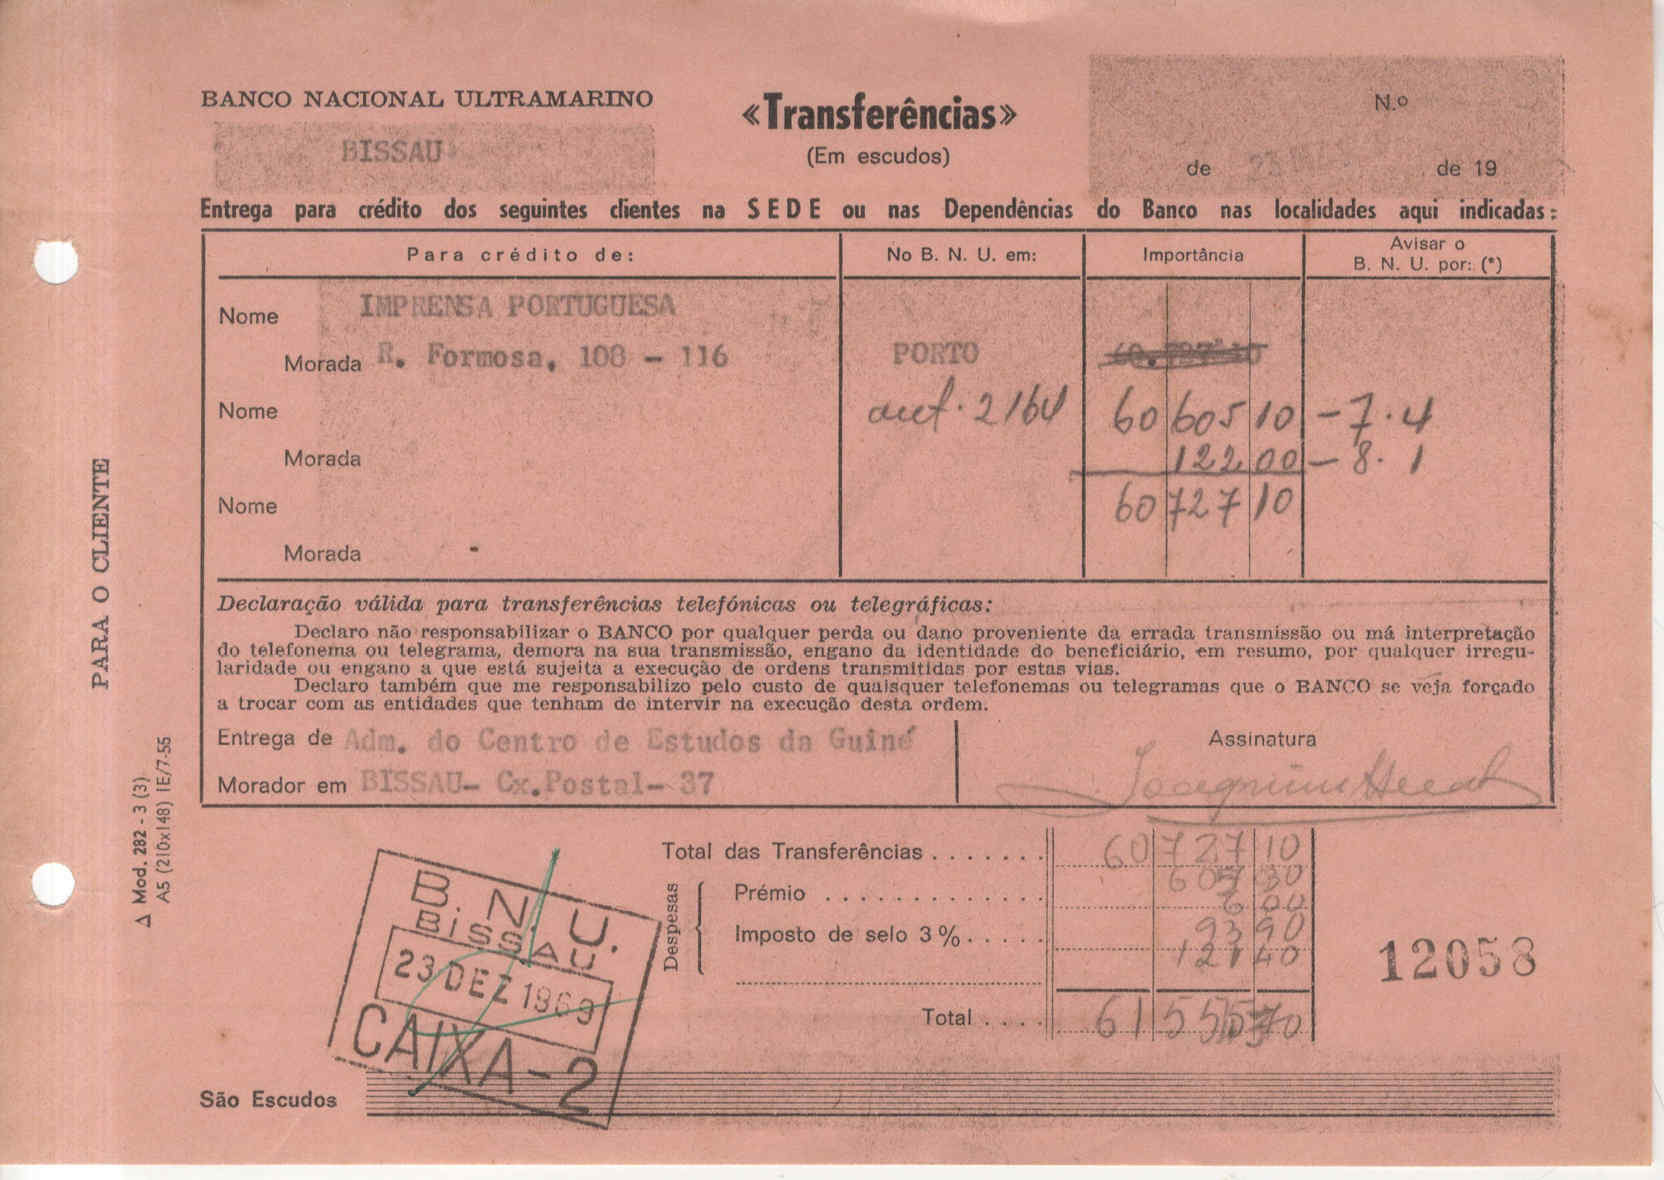 BANCO NACIONAL ULTRAMARINO
BISSAU
«Transferências»
(Em escudos)
N.º
de 23 de 19
Entrega para crédito dos seguintes clientes na SEDE ou nas Dependências do Banco nas localidades aqui indicadas:
Para crédito de: No B. N. U. em: Importância Avisar o B. N. U. por: (*)
Nome IMPRENSA PORTUGUESA
Morada R. Formosa, 108 - 116 PORTO
Nome 2164 60 605 10 - 7.4
Morada 122 00 - 8.1
Nome 60 727 10
Morada -
Declaração válida para transferências telefónicas ou telegráficas:
Declaro não responsabilizar o BANCO por qualquer perda ou dano proveniente da errada transmissão ou má interpretação
do telefonema ou telegrama, demora na sua transmissão, engano da identidade do beneficiário, em resumo, por qualquer irregu-
laridade ou engano a que está sujeita a execução de ordens transmitidas por estas vias.
Declaro também que me responsabilizo pelo custo de quaisquer telefonemas ou telegramas que o BANCO se veja forçado
a trocar com as entidades que tenham de intervir na execução desta ordem.
Entrega de Adm. do Centro de Estudos da Guiné
Assinatura
Morador em BISSAU- Cx.Postal- 37
Total das Transferências 60 727 10
Despesas
Prémio 6 00
Imposto de selo 3%
12058
Total 61
São Escudos
B. N. U.
BISSAU
23 DEZ 1969
CAIXA-2
PARA O CLIENTE
Δ Mod. 282 - 3 (3)
A5 (210x148) IE/7-55